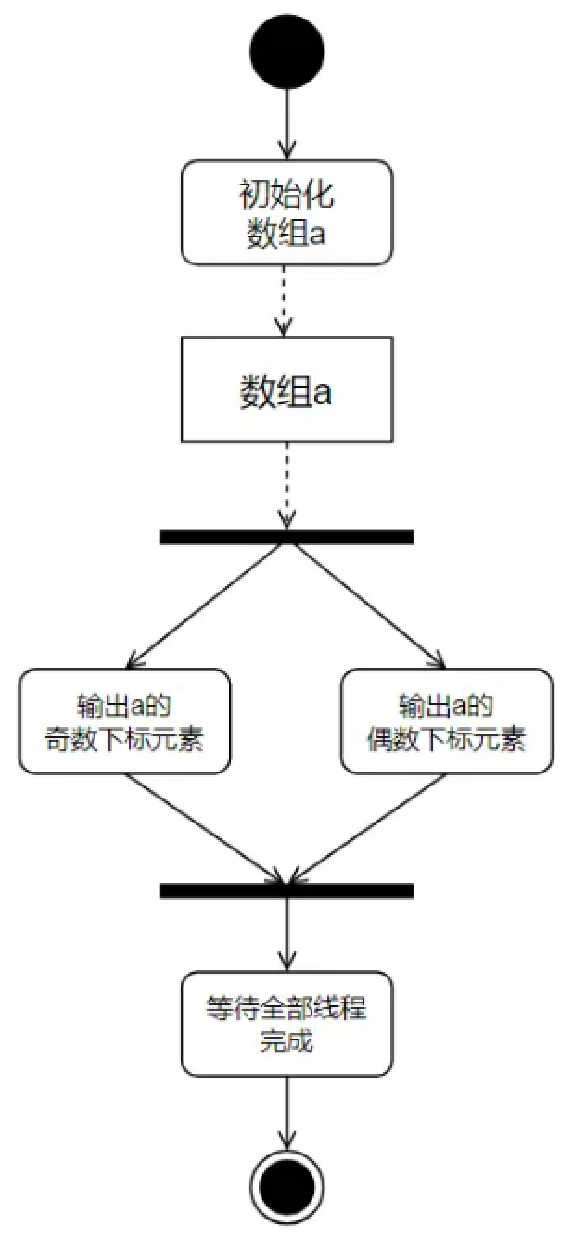 初始化
数组a
数组a
输出a的
奇数下标元素
输出a的
偶数下标元素
等待全部线程
完成